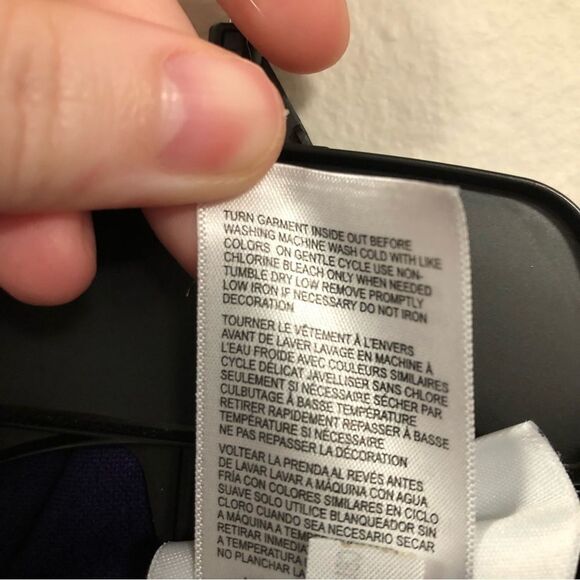 TURN GARMENT INSIDE OUT BEFORE
WASHING MACHINE WASH COLD WITH LIKE
COLORS ON GENTLE CYCLE USE NON-
CHLORINE BLEACH ONLY WHEN NEEDED
TUMBLE DRY LOW REMOVE PROMPTLY
LOW IRON IF NECESSARY DO NOT IRON
DECORATION
TOURNER LE VÊTEMENT À L'ENVERS
AVANT DE LAVER LAVAGE EN MACHINE À
L'EAU FROIDE AVEC COULEURS SIMILAIRES
CYCLE DÉLICAT JAVELLISER SANS CHLORE
SEULEMENT SI NÉCESSAIRE SÉCHER PAR
CULBUTAGE À BASSE TEMPÉRATURE
RETIRER RAPIDEMENT REPASSER À BASSE
TEMPÉRATURE SI NÉCESSAIRE
NE PAS REPASSER LA DÉCORATION
VOLTEAR LA PRENDA AL REVÉS ANTES
DE LAVAR LAVAR A MÁQUINA CON AGUA
FRÍA CON COLORES SIMILARES EN CICLO
SUAVE SOLO UTILICE BLANQUEADOR SIN
CLORO CUANDO SEA NECESARIO SECAR
A MÁQUINA A TEMP
RETIRAR INMEDIA
A TEMPERATURA
NO PLANCHAR L